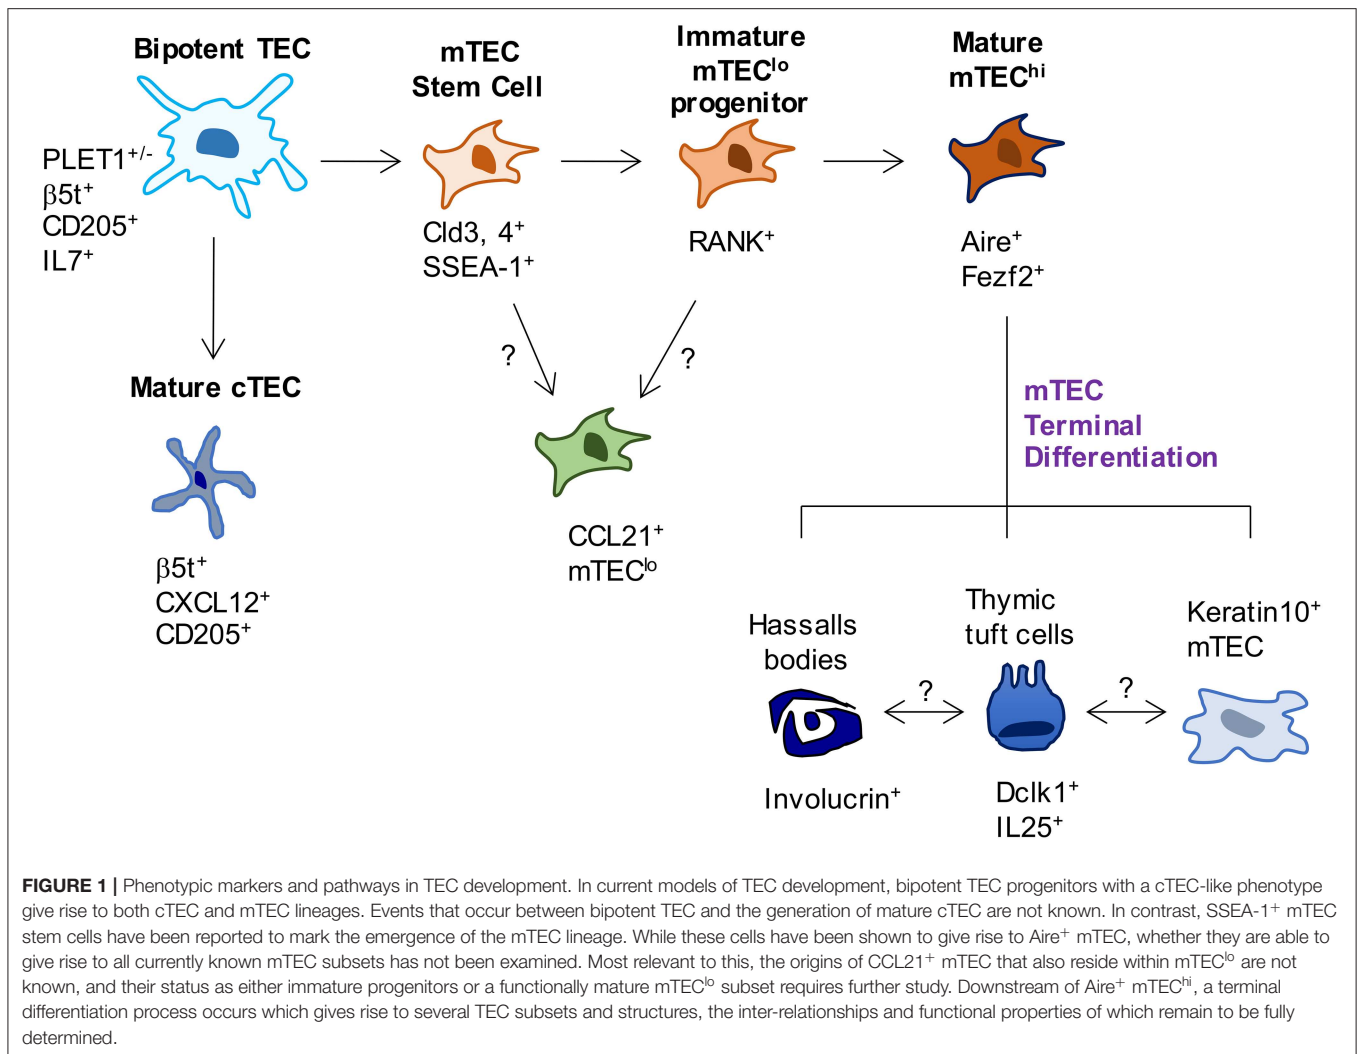 Bipotent TEC
PLET1⁺/⁻
β5t⁺
CD205⁺
IL7⁺
mTEC
Stem Cell
Cld3, 4⁺
SSEA-1⁺
Immature
mTECˡᵒ
progenitor
RANK⁺
Mature
mTECʰⁱ
Aire⁺
Fezf2⁺
?
?
Mature cTEC
β5t⁺
CXCL12⁺
CD205⁺
CCL21⁺
mTECˡᵒ
mTEC
Terminal
Differentiation
Hassalls
bodies
Involucrin⁺
?
Thymic
tuft cells
Dclk1⁺
IL25⁺
?
Keratin10⁺
mTEC
FIGURE 1 | Phenotypic markers and pathways in TEC development. In current models of TEC development, bipotent TEC progenitors with a cTEC-like phenotype
give rise to both cTEC and mTEC lineages. Events that occur between bipotent TEC and the generation of mature cTEC are not known. In contrast, SSEA-1⁺ mTEC
stem cells have been reported to mark the emergence of the mTEC lineage. While these cells have been shown to give rise to Aire⁺ mTEC, whether they are able to
give rise to all currently known mTEC subsets has not been examined. Most relevant to this, the origins of CCL21⁺ mTEC that also reside within mTECˡᵒ are not
known, and their status as either immature progenitors or a functionally mature mTECˡᵒ subset requires further study. Downstream of Aire⁺ mTECʰⁱ, a terminal
differentiation process occurs which gives rise to several TEC subsets and structures, the inter-relationships and functional properties of which remain to be fully
determined.